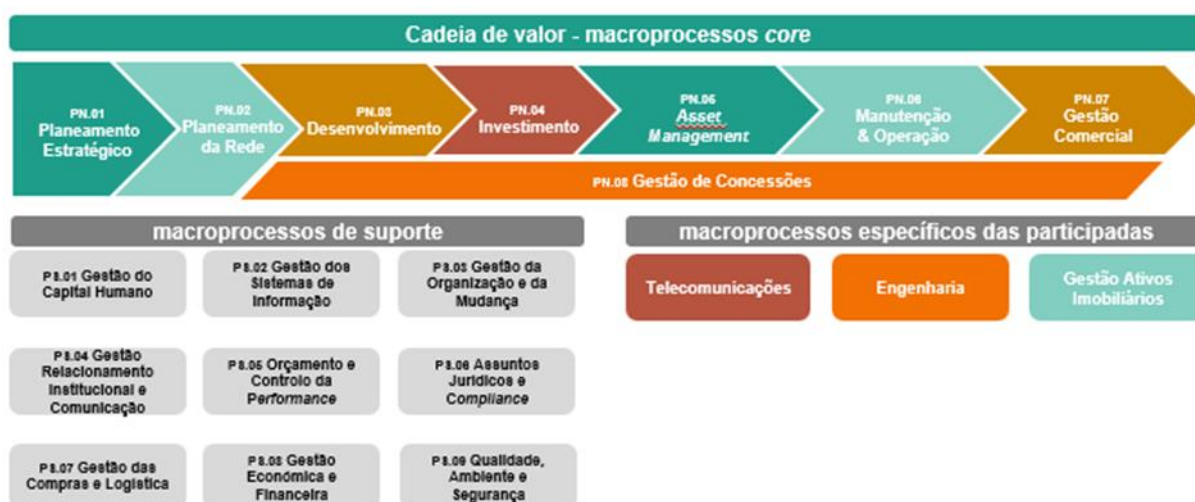 Cadeia de valor - macroprocessos core
PN.01
Planeamento
Estratégico
PN.02
Planeamento
da Rede
PN.03
Desenvolvimento
PN.04
Investimento
PN.05
Asset
Management
PN.06
Manutenção
& Operação
PN.07
Gestão
Comercial
PN.08 Gestão de Concessões
macroprocessos de suporte
PS.01 Gestão do
Capital Humano
PS.02 Gestão dos
Sistemas de
Informação
PS.03 Gestão da
Organização e da
Mudança
PS.04 Gestão
Relacionamento
Institucional e
Comunicação
PS.05 Orçamento e
Controlo da
Performance
PS.06 Assuntos
Jurídicos e
Compliance
PS.07 Gestão das
Compras e Logística
PS.08 Gestão
Económica e
Financeira
PS.09 Qualidade,
Ambiente e
Segurança
macroprocessos específicos das participadas
Telecomunicações
Engenharia
Gestão Ativos
Imobiliários